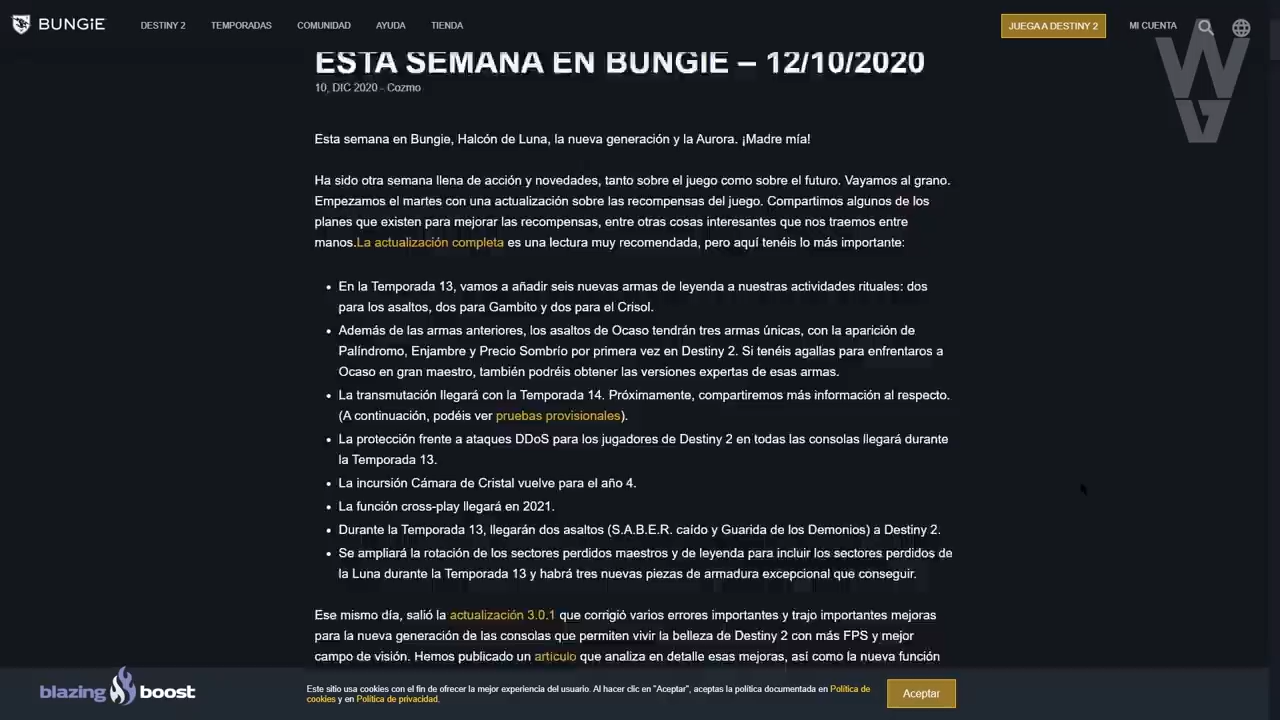 BUNGiE
DESTINY 2
TEMPORADAS
COMUNIDAD
AYUDA
TIENDA
JUEGA A DESTINY 2
MI CUENTA
ESTA SEMANA EN BUNGIE – 12/10/2020
10, DIC 2020 - Cozmo
WG
Esta semana en Bungie, Halcón de Luna, la nueva generación y la Aurora. ¡Madre mía!
Ha sido otra semana llena de acción y novedades, tanto sobre el juego como sobre el futuro. Vayamos al grano.
Empezamos el martes con una actualización sobre las recompensas del juego. Compartimos algunos de los
planes que existen para mejorar las recompensas, entre otras cosas interesantes que nos traemos entre
manos.La actualización completa es una lectura muy recomendada, pero aquí tenéis lo más importante:
• En la Temporada 13, vamos a añadir seis nuevas armas de leyenda a nuestras actividades rituales: dos
para los asaltos, dos para Gambito y dos para el Crisol.
• Además de las armas anteriores, los asaltos de Ocaso tendrán tres armas únicas, con la aparición de
Palíndromo, Enjambre y Precio Sombrío por primera vez en Destiny 2. Si tenéis agallas para enfrentaros a
Ocaso en gran maestro, también podréis obtener las versiones expertas de esas armas.
• La transmutación llegará con la Temporada 14. Próximamente, compartiremos más información al respecto.
(A continuación, podéis ver pruebas provisionales).
• La protección frente a ataques DDoS para los jugadores de Destiny 2 en todas las consolas llegará durante
la Temporada 13.
• La incursión Cámara de Cristal vuelve para el año 4.
• La función cross-play llegará en 2021.
• Durante la Temporada 13, llegarán dos asaltos (S.A.B.E.R. caído y Guarida de los Demonios) a Destiny 2.
• Se ampliará la rotación de los sectores perdidos maestros y de leyenda para incluir los sectores perdidos de
la Luna durante la Temporada 13 y habrá tres nuevas piezas de armadura excepcional que conseguir.
Ese mismo día, salió la actualización 3.0.1 que corrigió varios errores importantes y trajo importantes mejoras
para la nueva generación de las consolas que permiten vivir la belleza de Destiny 2 con más FPS y mejor
campo de visión. Hemos publicado un artículo que analiza en detalle esas mejoras, así como la nueva función
blazing boost
Este sitio usa cookies con el fin de ofrecer la mejor experiencia del usuario. Al hacer clic en "Aceptar", aceptas la política documentada en Política de
cookies y en Política de privacidad.
Aceptar